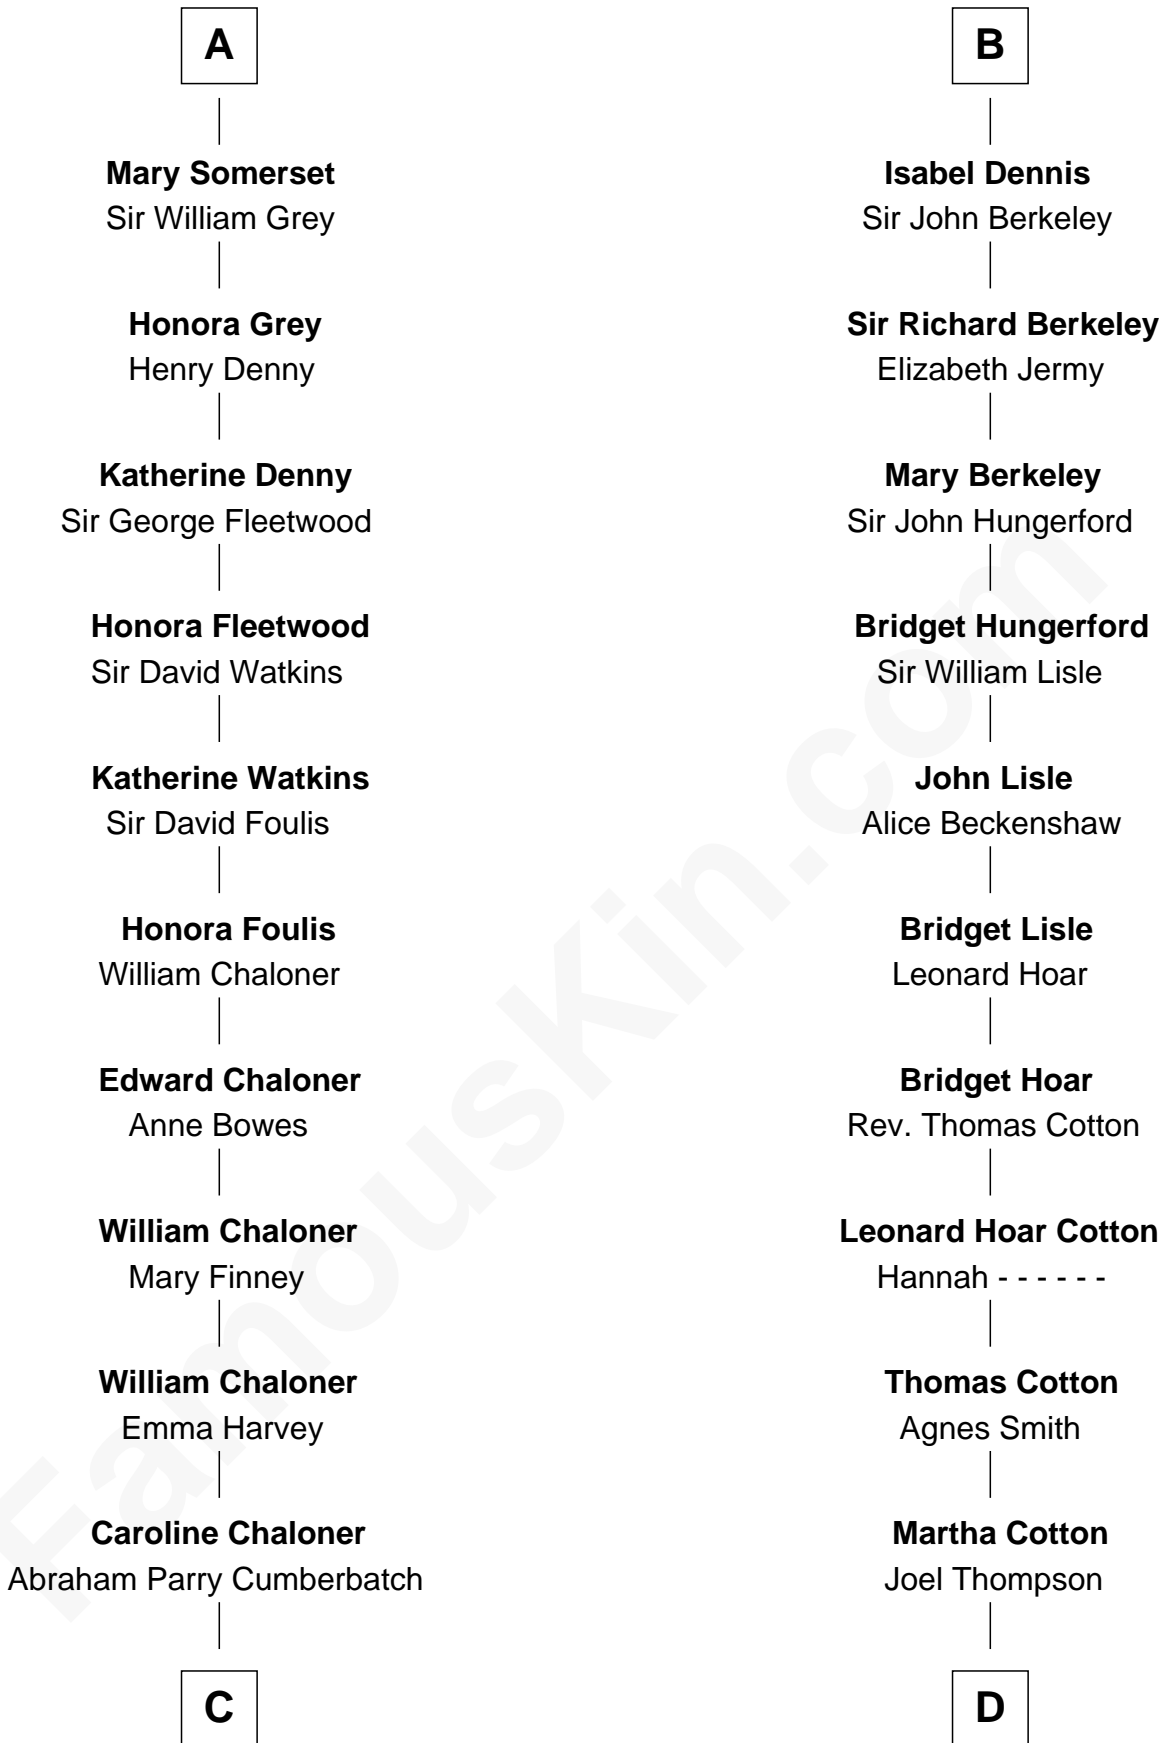 A
Mary Somerset
Sir William Grey
Honora Grey
Henry Denny
Katherine Denny
Sir George Fleetwood
Honora Fleetwood
Sir David Watkins
Katherine Watkins
Sir David Foulis
Honora Foulis
William Chaloner
Edward Chaloner
Anne Bowes
William Chaloner
Mary Finney
William Chaloner
Emma Harvey
Caroline Chaloner
Abraham Parry Cumberbatch
C
B
Isabel Dennis
Sir John Berkeley
Sir Richard Berkeley
Elizabeth Jermy
Mary Berkeley
Sir John Hungerford
Bridget Hungerford
Sir William Lisle
John Lisle
Alice Beckenshaw
Bridget Lisle
Leonard Hoar
Bridget Hoar
Rev. Thomas Cotton
Leonard Hoar Cotton
Hannah - - - - - -
Thomas Cotton
Agnes Smith
Martha Cotton
Joel Thompson
D
FamousKin.com